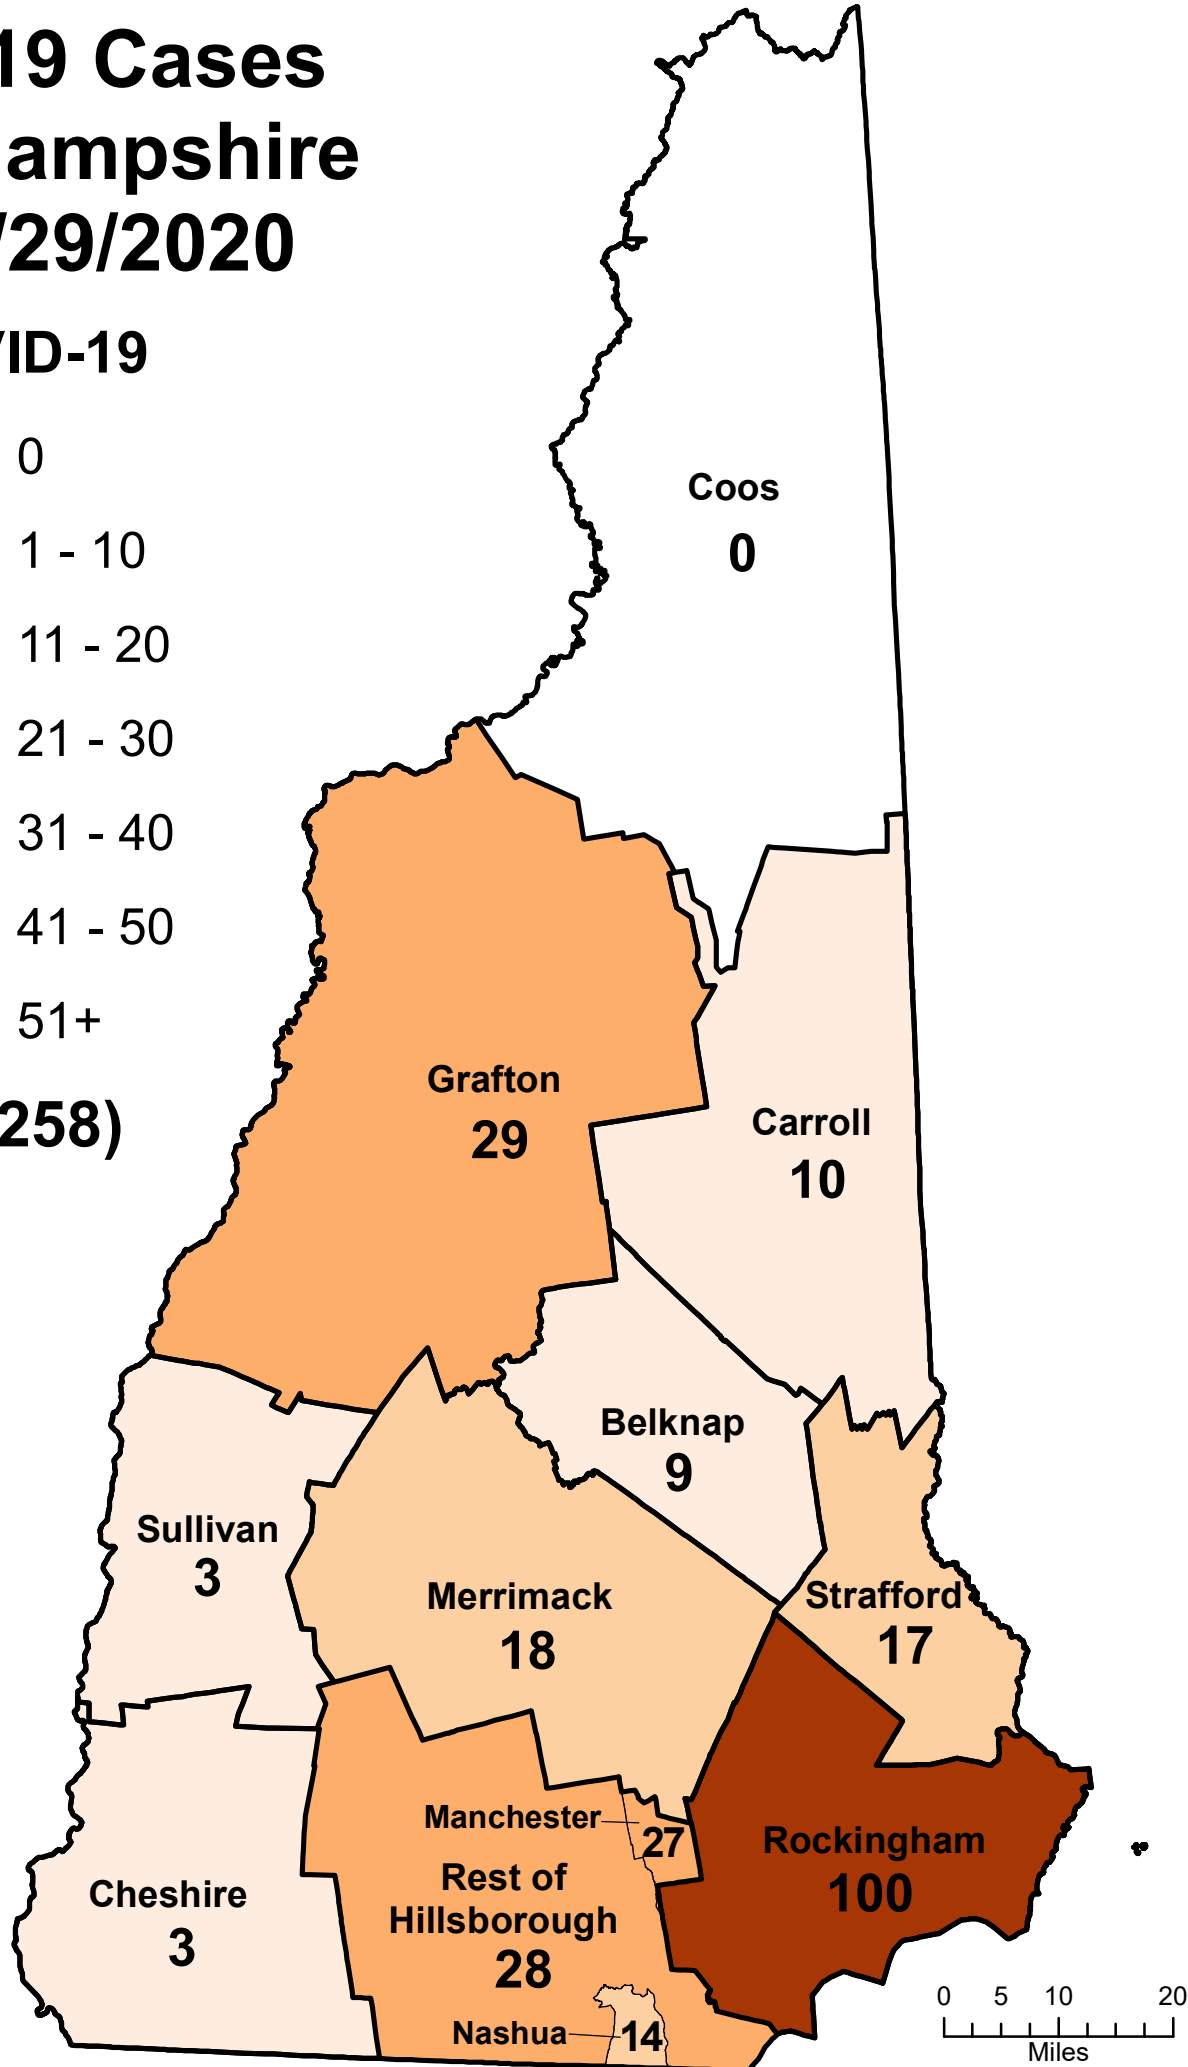 19 Cases
ampshire
/29/2020
VID-19
0
1 - 10
11 - 20
21 - 30
31 - 40
41 - 50
51+
258)
Coos
0
Grafton
29
Carroll
10
Belknap
9
Sullivan
3
Merrimack
18
Strafford
17
Manchester
27
Rockingham
100
Rest of
Hillsborough
28
Cheshire
3
Nashua
14
0 5 10 20
Miles